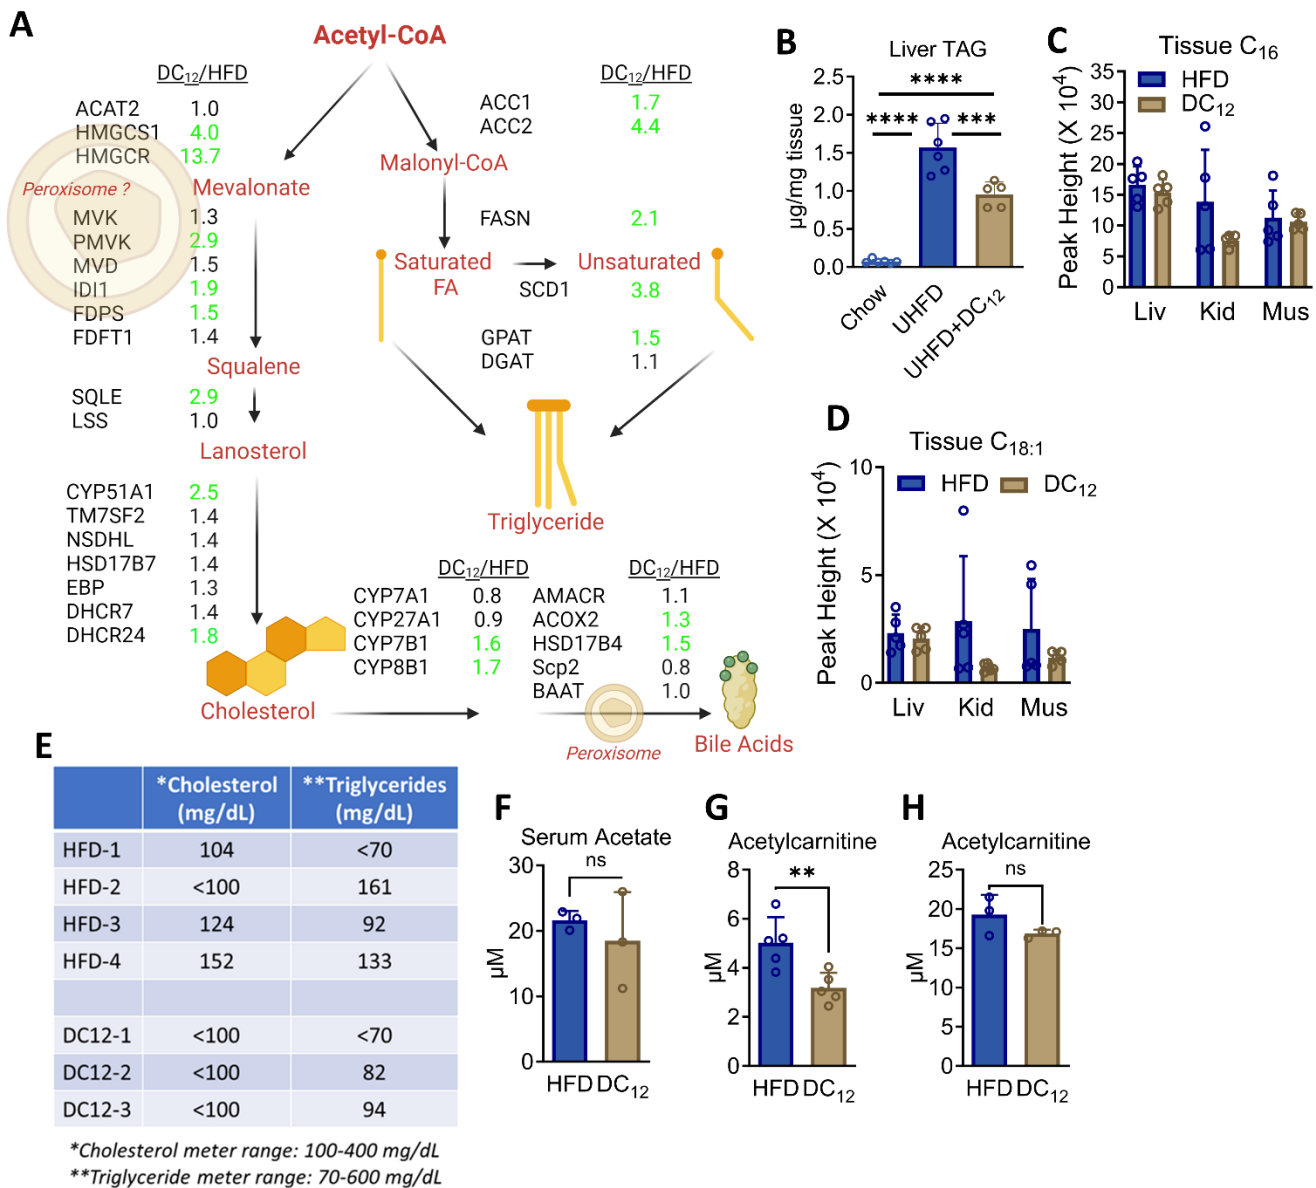 A
Acetyl-CoA
DC12/HFD
ACAT2 1.0
HMGCS1 4.0
HMGCR 13.7
Peroxisome ?
Mevalonate
MVK 1.3
PMVK 2.9
MVD 1.5
IDI1 1.9
FDPS 1.5
FDFT1 1.4
Squalene
SQLE 2.9
LSS 1.0
Lanosterol
CYP51A1 2.5
TM7SF2 1.4
NSDHL 1.4
HSD17B7 1.4
EBP 1.3
DHCR7 1.4
DHCR24 1.8
Cholesterol
DC12/HFD
ACC1 1.7
ACC2 4.4
Malonyl-CoA
FASN 2.1
Saturated FA
Unsaturated
SCD1 3.8
GPAT 1.5
DGAT 1.1
Triglyceride
DC12/HFD
CYP7A1 0.8
CYP27A1 0.9
CYP7B1 1.6
CYP8B1 1.7
DC12/HFD
AMACR 1.1
ACOX2 1.3
HSD17B4 1.5
Scp2 0.8
BAAT 1.0
Peroxisome
Bile Acids
B
Liver TAG
µg/mg tissue
2.5
2.0
1.5
1.0
0.5
0.0
****
**** ***
Chow
UHFD
UHFD+DC12
C
Tissue C16
HFD
DC12
Peak Height (X 10⁴)
35
30
25
20
15
10
5
0
Liv Kid Mus
D
Tissue C18:1
HFD DC12
Peak Height (X 10⁴)
10
5
0
Liv Kid Mus
E
*Cholesterol (mg/dL) **Triglycerides (mg/dL)
HFD-1 104 <70
HFD-2 <100 161
HFD-3 124 92
HFD-4 152 133
DC12-1 <100 <70
DC12-2 <100 82
DC12-3 <100 94
*Cholesterol meter range: 100-400 mg/dL
**Triglyceride meter range: 70-600 mg/dL
F
Serum Acetate
ns
µM
30
20
10
0
HFD DC12
G
Acetylcarnitine
**
µM
8
6
4
2
0
HFD DC12
H
Acetylcarnitine
ns
µM
25
20
15
10
5
0
HFD DC12